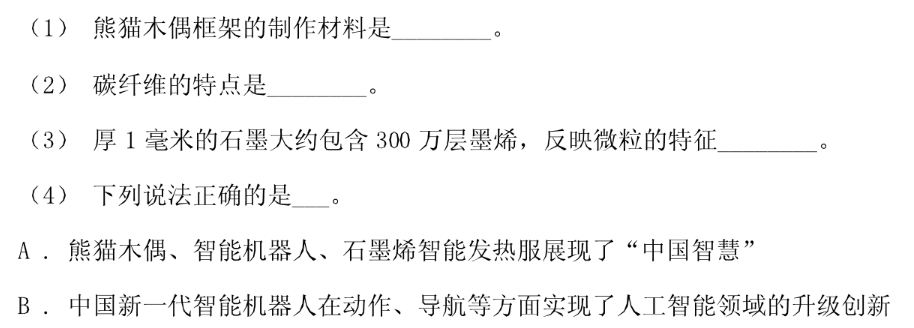 （1） 熊猫木偶框架的制作材料是________。
（2） 碳纤维的特点是________。
（3） 厚 1 毫米的石墨大约包含 300 万层墨烯，反映微粒的特征________。
（4） 下列说法正确的是___。
A ．熊猫木偶、智能机器人、石墨烯智能发热服展现了“中国智慧”
B ．中国新一代智能机器人在动作、导航等方面实现了人工智能领域的升级创新